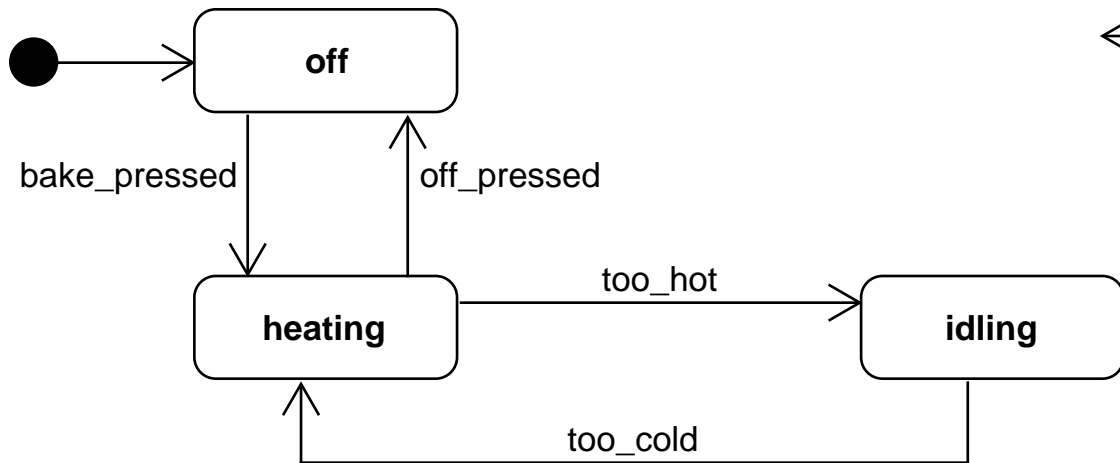 off
bake_pressed
off_pressed
too_hot
heating
idling
too_cold